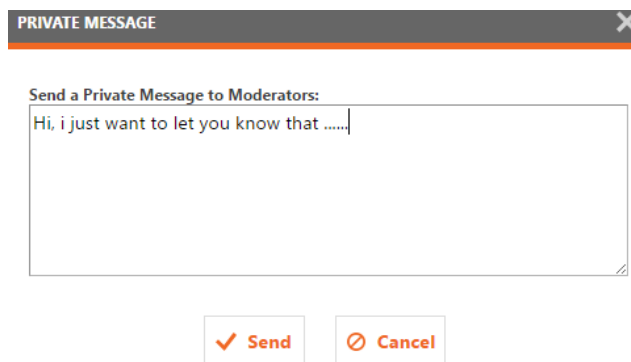 PRIVATE MESSAGE
Send a Private Message to Moderators:
Hi, i just want to let you know that ......
Send
Cancel